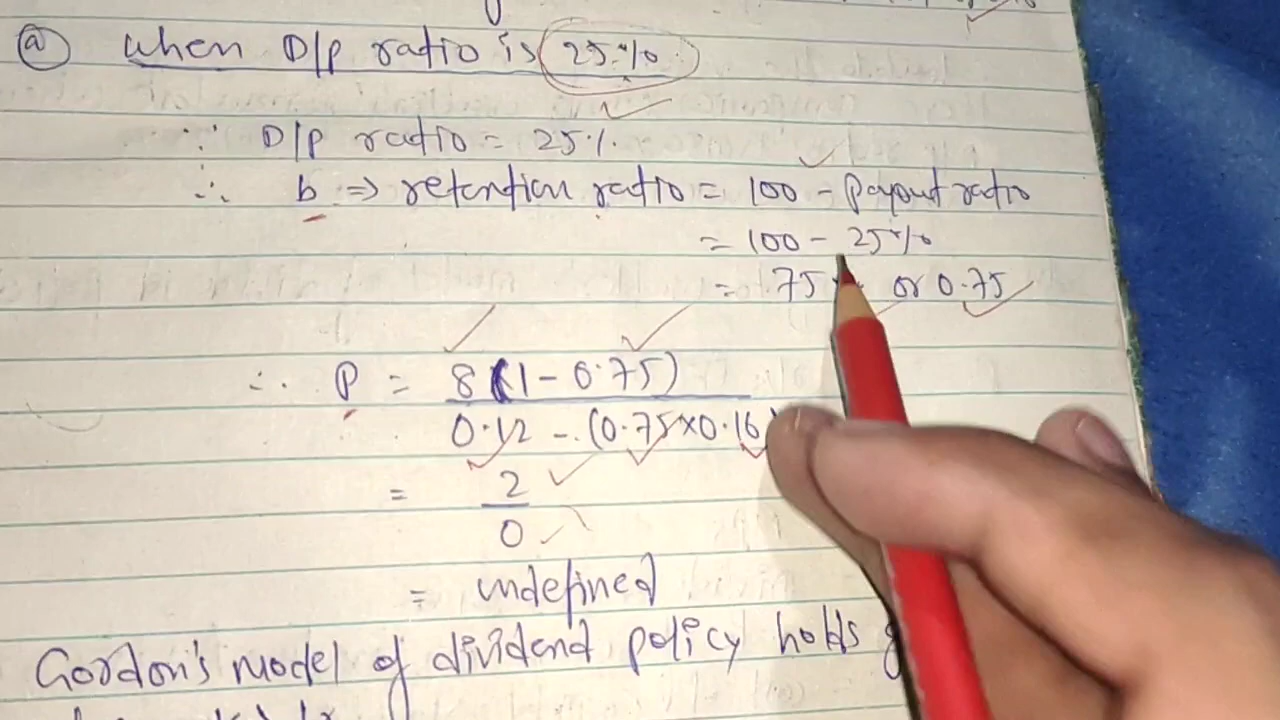 ⓐ when D/p ratio is 25%
∵ D/p ratio = 25%
∴ b ⇒ retention ratio = 100 - Payout ratio
= 100 - 25%
= 75% or 0.75
∴ P = 8(1 - 0.75)
0.12 - (0.75×0.16)
= 2
0
= undefined
Gordon's model of dividend policy holds